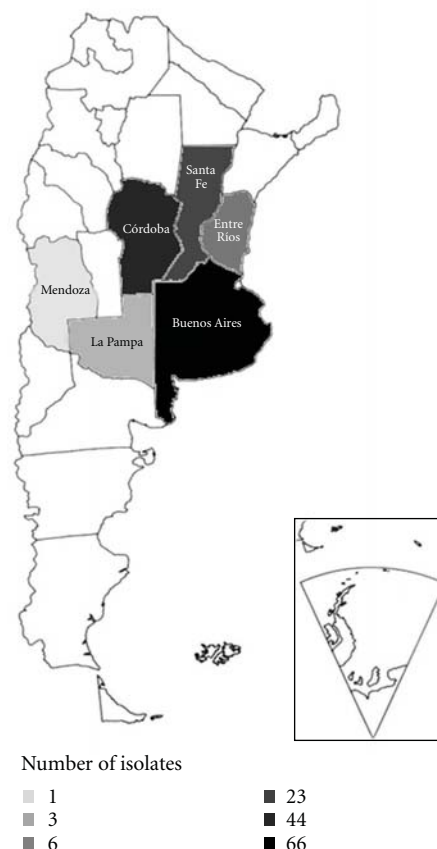 Santa
Fe
Córdoba
Entre
Ríos
Mendoza
Buenos Aires
La Pampa
Number of isolates
1
3
6
23
44
66